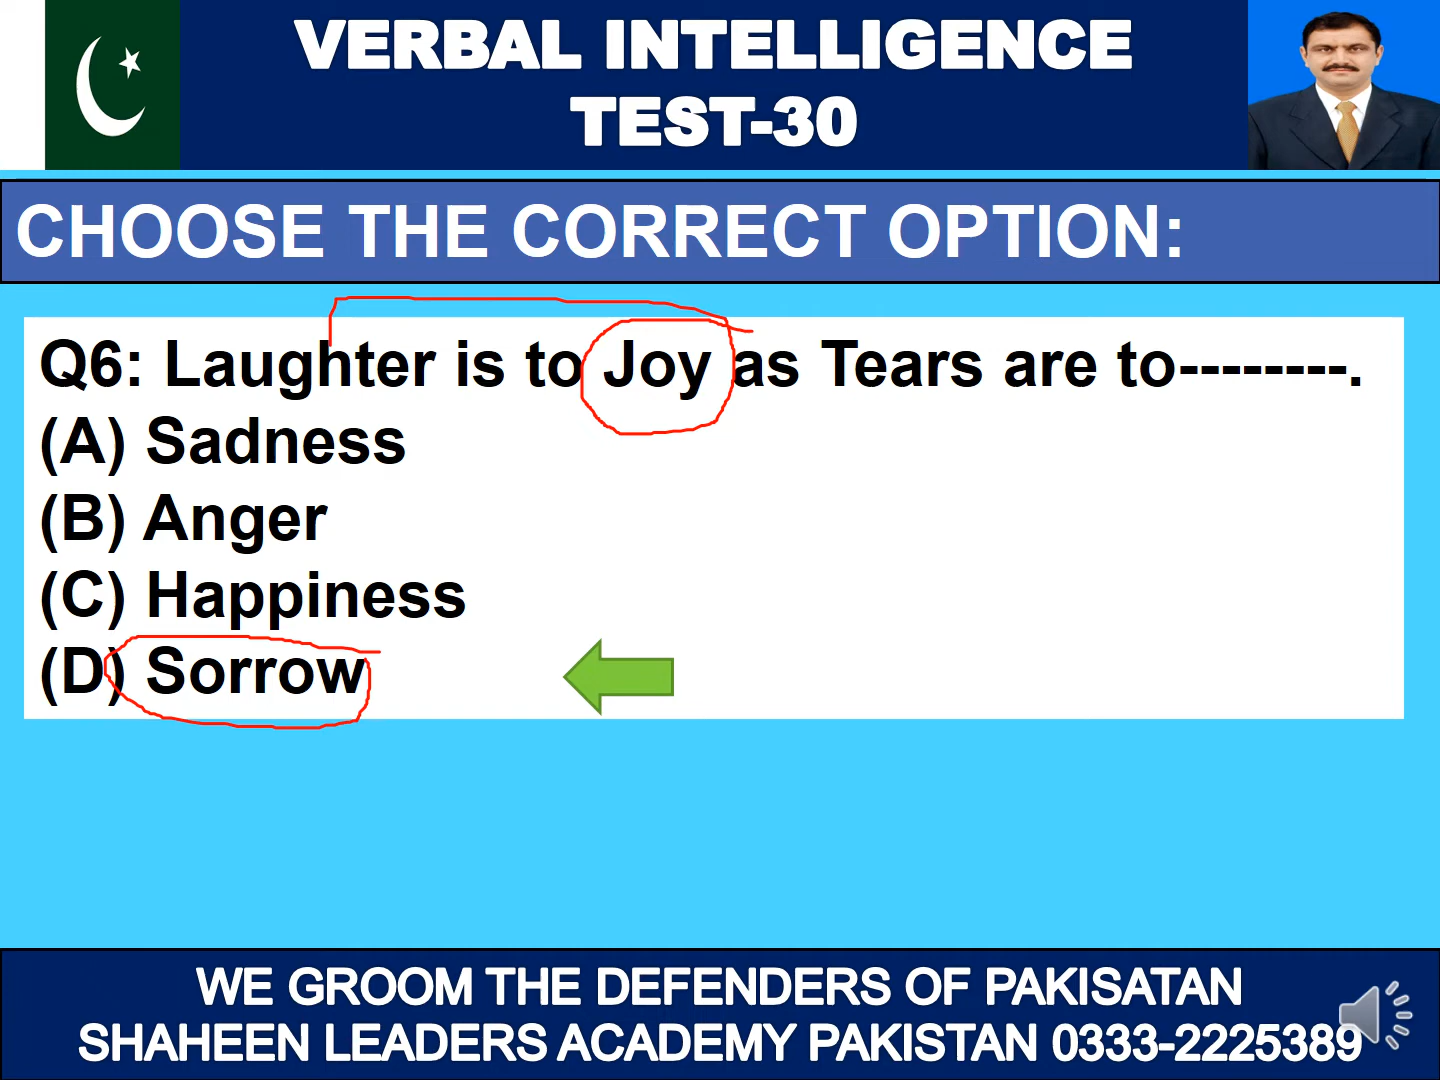 VERBAL INTELLIGENCE
TEST-30
CHOOSE THE CORRECT OPTION:
Q6: Laughter is to Joy as Tears are to--------.
(A) Sadness
(B) Anger
(C) Happiness
(D) Sorrow
WE GROOM THE DEFENDERS OF PAKISATAN
SHAHEEN LEADERS ACADEMY PAKISTAN 0333-2225389